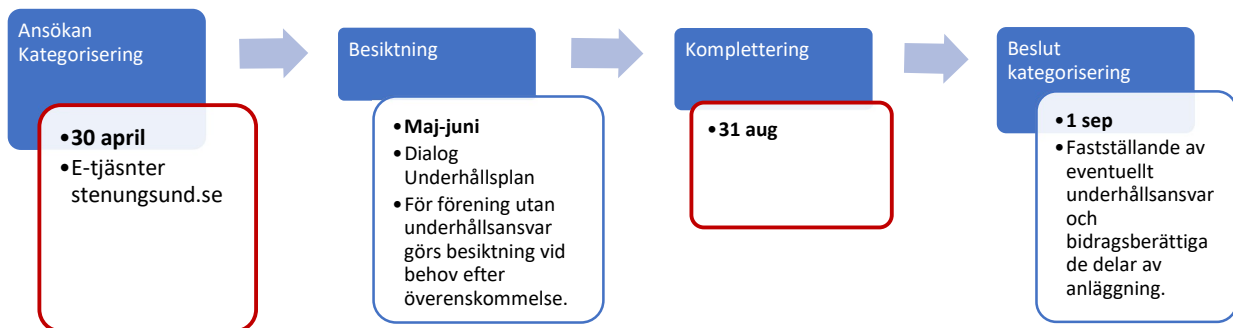 Ansökan
Kategorisering
•30 april
•E-tjäsnter
stenungsund.se
Besiktning
•Maj-juni
•Dialog
Underhållsplan
•För förening utan
underhållsansvar
görs besiktning vid
behov efter
överenskommelse.
Komplettering
•31 aug
Beslut
kategorisering
•1 sep
•Fastställande av
eventuellt
underhållsansvar
och
bidragsberättiga
de delar av
anläggning.